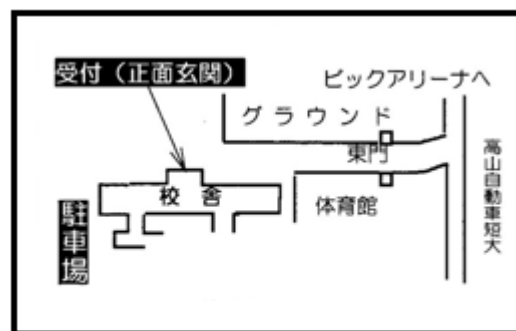 受付（正面玄関）
ビックアリーナへ
グラウンド
東門
校舎
体育館
駐車場
高山自動車短大